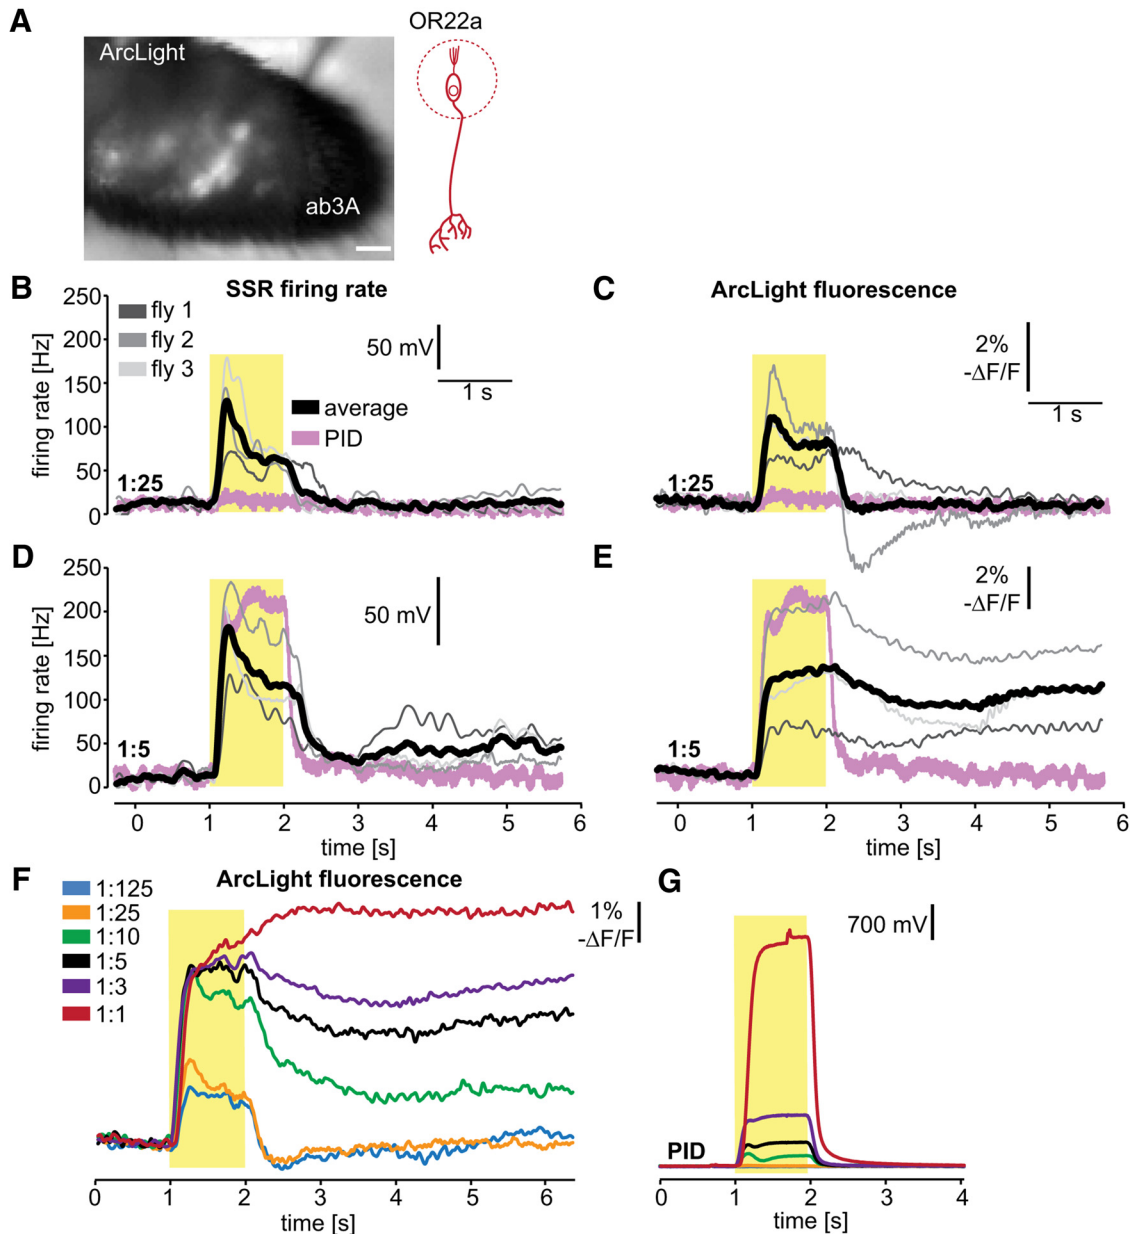 A
ArcLight
ab3A
OR22a
B
SSR firing rate
250
200
150
100
50
0
firing rate [Hz]
fly 1
fly 2
fly 3
50 mV
1 s
average
PID
1:25
C
ArcLight fluorescence
2%
-ΔF/F
1 s
1:25
D
250
200
150
100
50
0
firing rate [Hz]
50 mV
1:5
0 1 2 3 4 5 6
time [s]
E
2%
-ΔF/F
1:5
0 1 2 3 4 5 6
time [s]
F
ArcLight fluorescence
1:125
1:25
1:10
1:5
1:3
1:1
1%
-ΔF/F
0 1 2 3 4 5 6
time [s]
G
700 mV
PID
0 1 2 3 4
time [s]